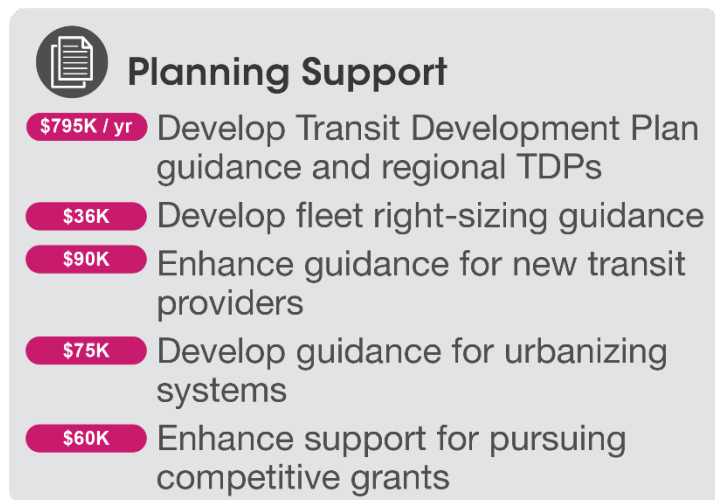 Planning Support
$795K / yr Develop Transit Development Plan
guidance and regional TDPs
$36K Develop fleet right-sizing guidance
$90K Enhance guidance for new transit
providers
$75K Develop guidance for urbanizing
systems
$60K Enhance support for pursuing
competitive grants